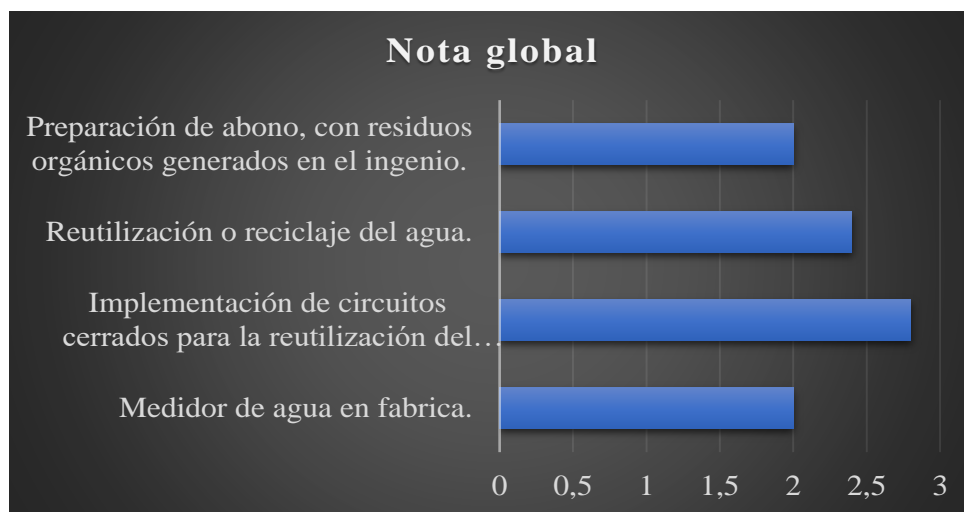 Nota global
Preparación de abono, con residuos
orgánicos generados en el ingenio.
Reutilización o reciclaje del agua.
Implementación de circuitos
cerrados para la reutilización del…
Medidor de agua en fabrica.
0 0,5 1 1,5 2 2,5 3